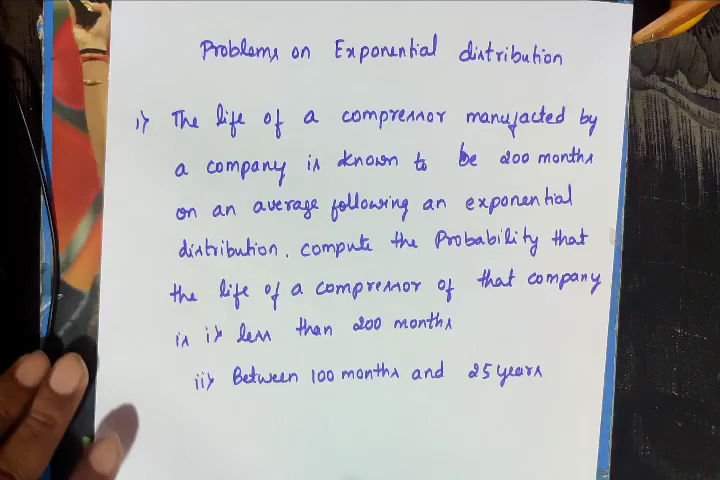 Problems on Exponential distribution
i) The life of a compressor manufacted by
a company is known to be 200 months
on an average following an exponential
distribution. compute the Probability that
the life of a compressor of that company
is i) less than 200 months
ii) Between 100 months and 25 years